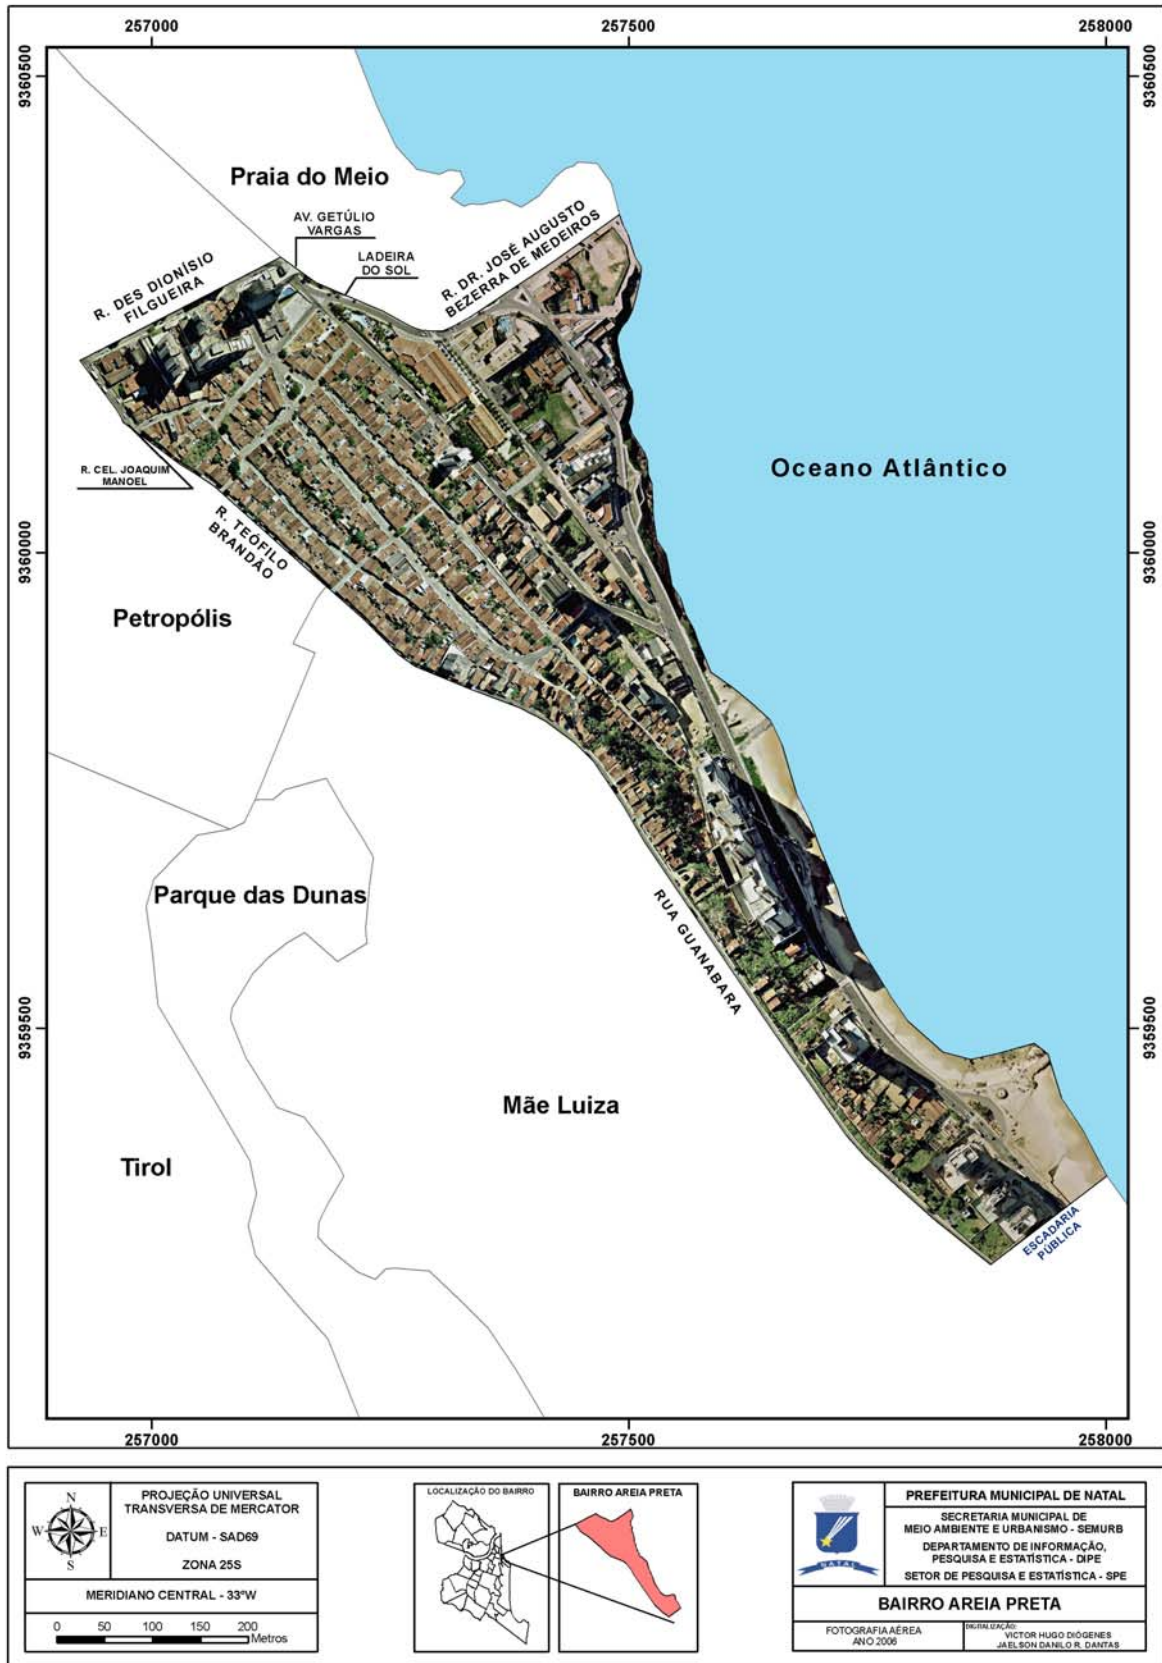 257000
257500
258000
9360500
9360500
Praia do Meio
AV. GETÚLIO
VARGAS
LADEIRA
DO SOL
R. DR. JOSÉ AUGUSTO
BEZERRA DE MEDEIROS
R. DES DIONÍSIO
FILGUEIRA
R. CEL. JOAQUIM
MANOEL
R. TEÓFILO
BRANDÃO
Oceano Atlântico
9360000
9360000
Petropólis
Parque das Dunas
RUA GUANABARA
9359500
9359500
Mãe Luiza
Tirol
ESCADARIA
PÚBLICA
257000
257500
258000
N
W
E
S
PROJEÇÃO UNIVERSAL
TRANSVERSA DE MERCATOR
DATUM - SAD69
ZONA 25S
MERIDIANO CENTRAL - 33ºW
0 50 100 150 200
Metros
LOCALIZAÇÃO DO BAIRRO
BAIRRO AREIA PRETA
NATAL
PREFEITURA MUNICIPAL DE NATAL
SECRETARIA MUNICIPAL DE
MEIO AMBIENTE E URBANISMO - SEMURB
DEPARTAMENTO DE INFORMAÇÃO,
PESQUISA E ESTATÍSTICA - DIPE
SETOR DE PESQUISA E ESTATÍSTICA - SPE
BAIRRO AREIA PRETA
FOTOGRAFIA AÉREA
ANO 2006
DIGITALIZAÇÃO:
VICTOR HUGO DIÓGENES
JAELSON DANILO R. DANTAS